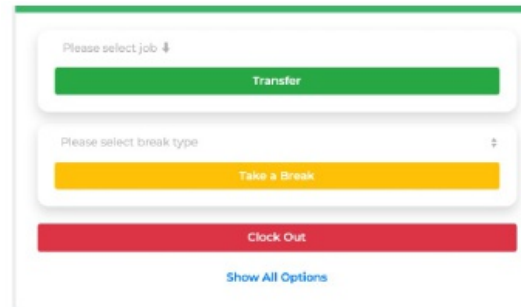 Please select job ⬇
Transfer
Please select break type
Take a Break
Clock Out
Show All Options